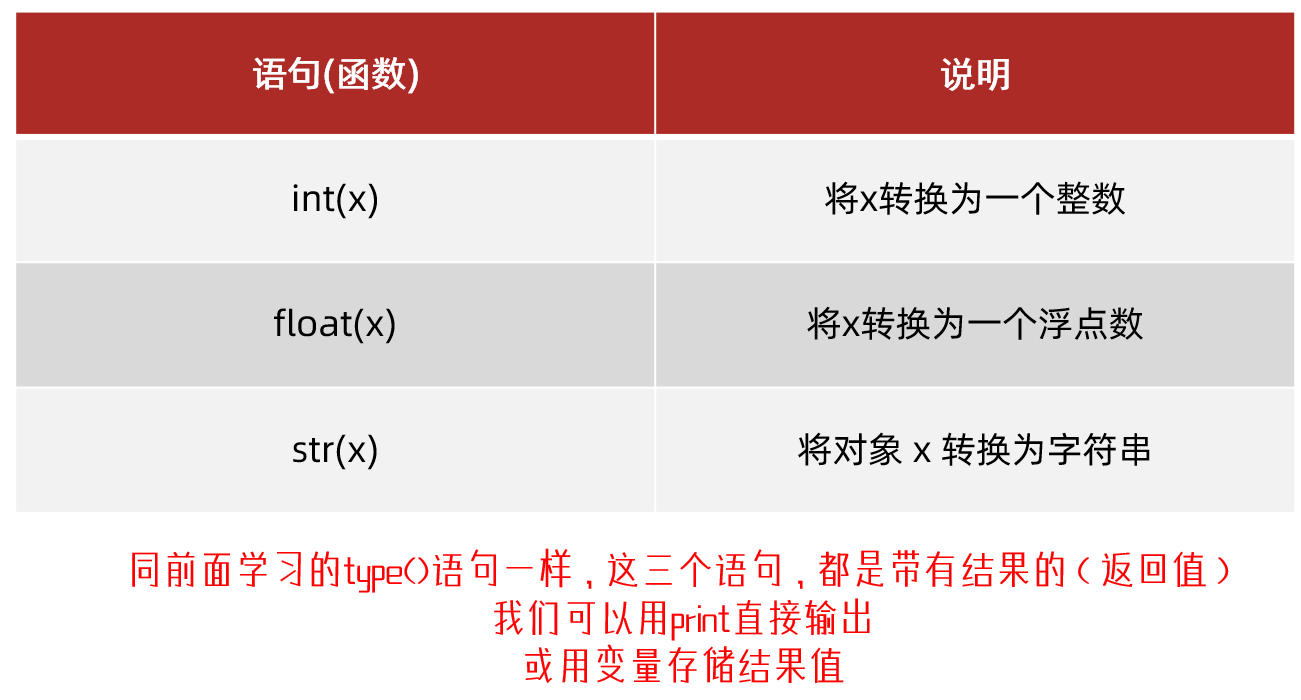 语句(函数) 说明
int(x) 将x转换为一个整数
float(x) 将x转换为一个浮点数
str(x) 将对象 x 转换为字符串
同前面学习的type()语句一样，这三个语句，都是带有结果的（返回值）
我们可以用print直接输出
或用变量存储结果值